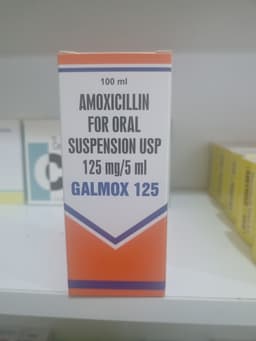 100 ml
AMOXICILLIN
FOR ORAL
SUSPENSION USP
125 mg/5 ml
GALMOX 125